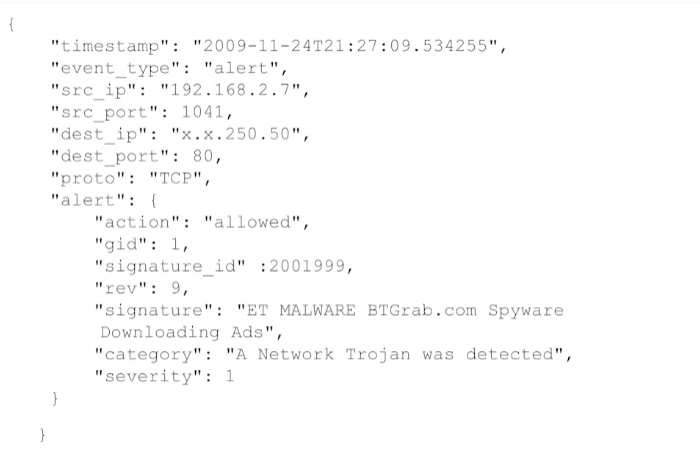 {
"timestamp": "2009-11-24T21:27:09.534255",
"event_type": "alert",
"src_ip": "192.168.2.7",
"src_port": 1041,
"dest_ip": "x.x.250.50",
"dest_port": 80,
"proto": "TCP",
"alert": {
"action": "allowed",
"gid": 1,
"signature_id" :2001999,
"rev": 9,
"signature": "ET MALWARE BTGrab.com Spyware
Downloading Ads",
"category": "A Network Trojan was detected",
"severity": 1
}
}